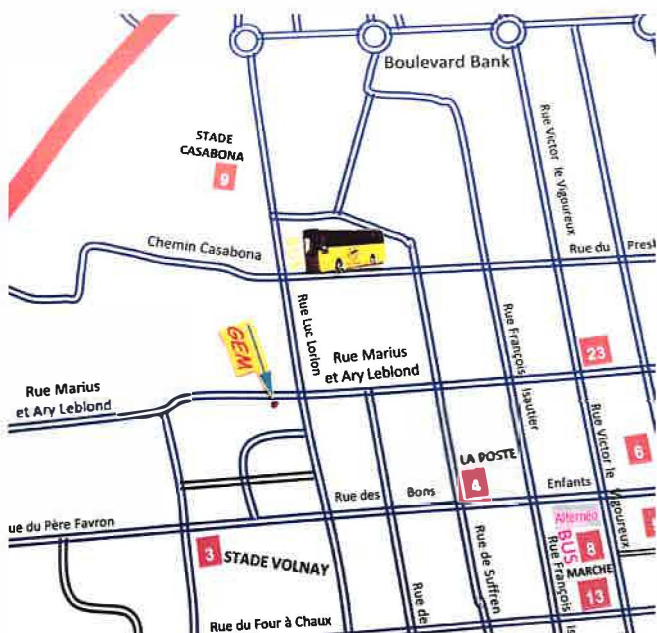 Boulevard Bank
STADE
CASABONA
9
Rue Victor le Vigoureux
Chemin Casabona
Rue du
Rue Luc Lorion
GEM
Rue Marius
et Ary Leblond
Rue François
Isautier
23
Rue Marius
et Ary Leblond
Rue Victor le
Vigoureux
6
LA POSTE
4
Rue des
Bons
Enfants
ue du Père Favron
Alternéo
BUS
8
3
STADE VOLNAY
Rue de Suffren
Rue François
MARCHE
13
Rue de
Rue du Four à Chaux